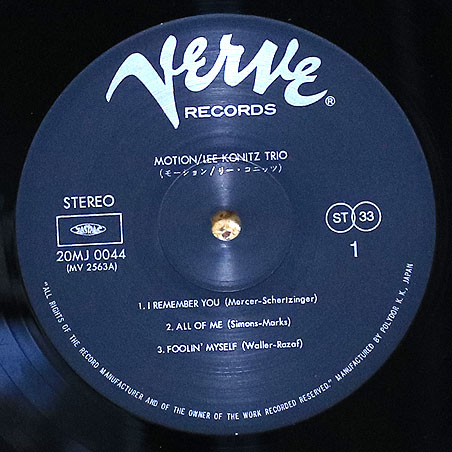 Verve®
RECORDS
MOTION/LEE KONITZ TRIO
(モーション/リー・コニッツ)
STEREO
ST 33
20MJ 0044
(MV 2563A)
1
1. I REMEMBER YOU (Mercer-Schertzinger)
2. ALL OF ME (Simons-Marks)
3. FOOLIN' MYSELF (Waller-Razaf)
"ALL RIGHTS OF THE RECORD MANUFACTURER AND OF THE OWNER OF THE WORK RECORDED RESERVED." MANUFACTURED BY POLYDOR K.K., JAPAN